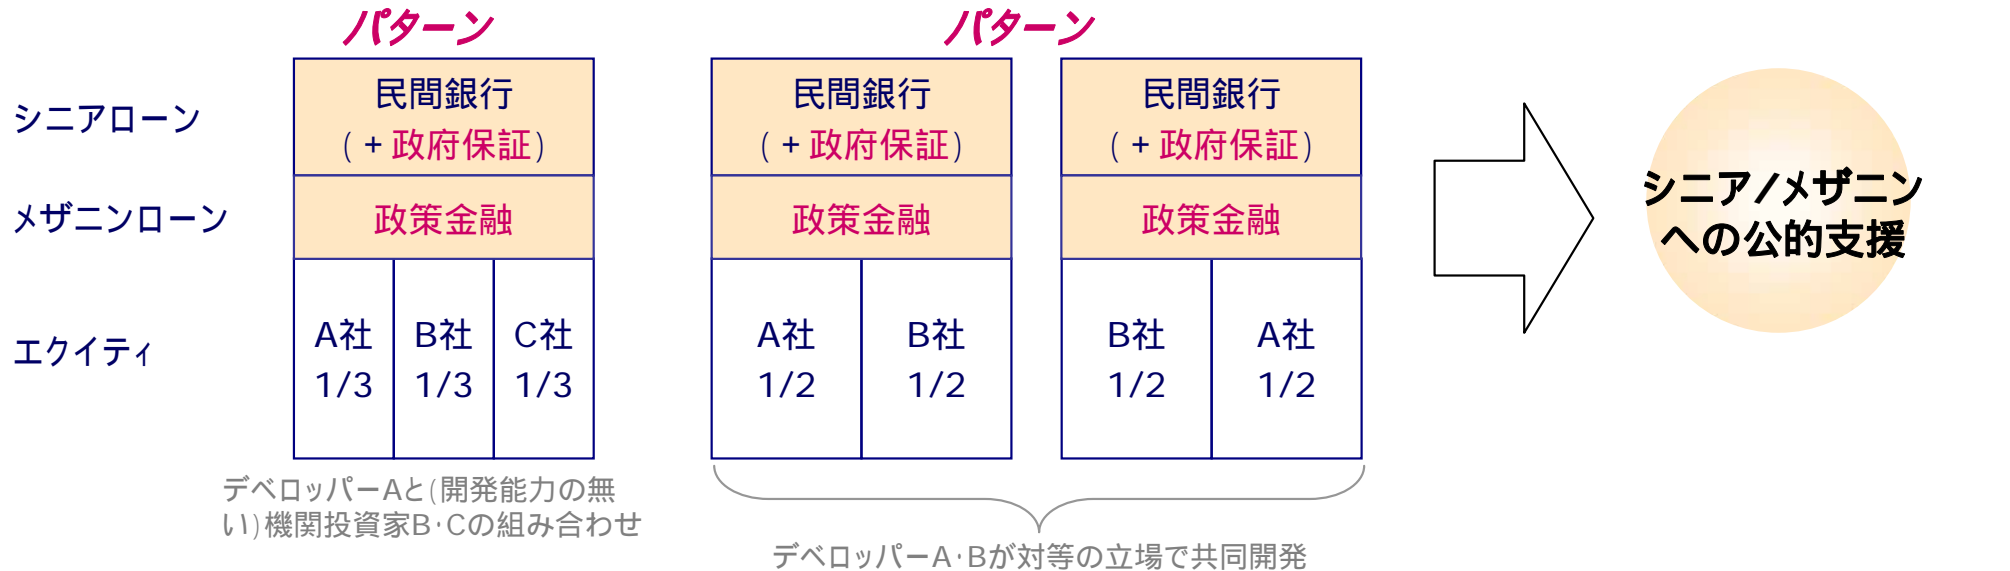 パターン
パターン
シニアローン
民間銀行
(+政府保証)
民間銀行
(+政府保証)
民間銀行
(+政府保証)
メザニンローン
政策金融
政策金融
政策金融
エクイティ
A社
1/3
B社
1/3
C社
1/3
A社
1/2
B社
1/2
B社
1/2
A社
1/2
シニア/メザニン
への公的支援
デベロッパーAと(開発能力の無
い)機関投資家B・Cの組み合わせ
デベロッパーA・Bが対等の立場で共同開発